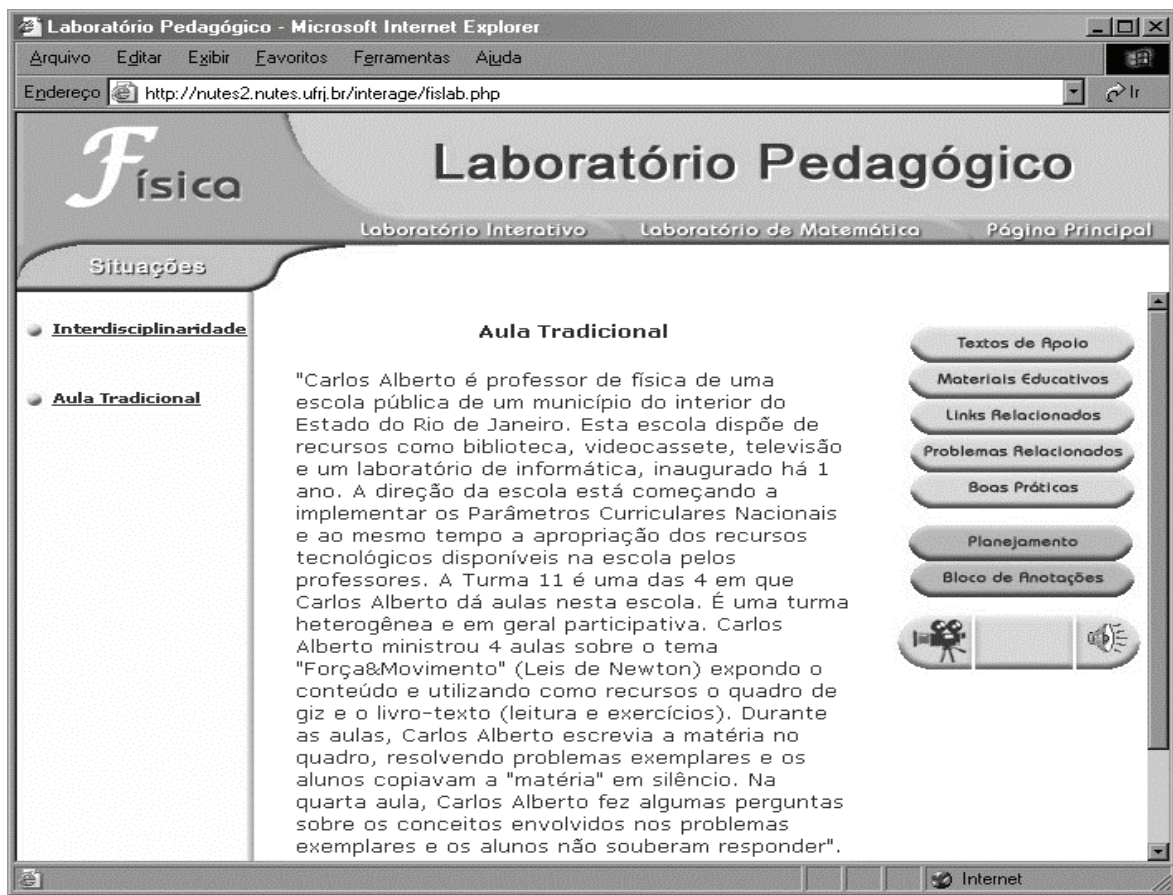 Laboratório Pedagógico - Microsoft Internet Explorer
Arquivo Editar Exibir Favoritos Ferramentas Ajuda
Endereço http://nutes2.nutes.ufrj.br/interage/fislab.php Ir
Física
Laboratório Pedagógico
Laboratório Interativo Laboratório de Matemática Página Principal
Situações
Interdisciplinaridade
Aula Tradicional
Aula Tradicional
"Carlos Alberto é professor de física de uma
escola pública de um município do interior do
Estado do Rio de Janeiro. Esta escola dispõe de
recursos como biblioteca, videocassete, televisão
e um laboratório de informática, inaugurado há 1
ano. A direção da escola está começando a
implementar os Parâmetros Curriculares Nacionais
e ao mesmo tempo a apropriação dos recursos
tecnológicos disponíveis na escola pelos
professores. A Turma 11 é uma das 4 em que
Carlos Alberto dá aulas nesta escola. É uma turma
heterogênea e em geral participativa. Carlos
Alberto ministrou 4 aulas sobre o tema
"Força&Movimento" (Leis de Newton) expondo o
conteúdo e utilizando como recursos o quadro de
giz e o livro-texto (leitura e exercícios). Durante
as aulas, Carlos Alberto escrevia a matéria no
quadro, resolvendo problemas exemplares e os
alunos copiavam a "matéria" em silêncio. Na
quarta aula, Carlos Alberto fez algumas perguntas
sobre os conceitos envolvidos nos problemas
exemplares e os alunos não souberam responder".
Textos de Apoio
Materiais Educativos
Links Relacionados
Problemas Relacionados
Boas Práticas
Planejamento
Bloco de Anotações
Internet